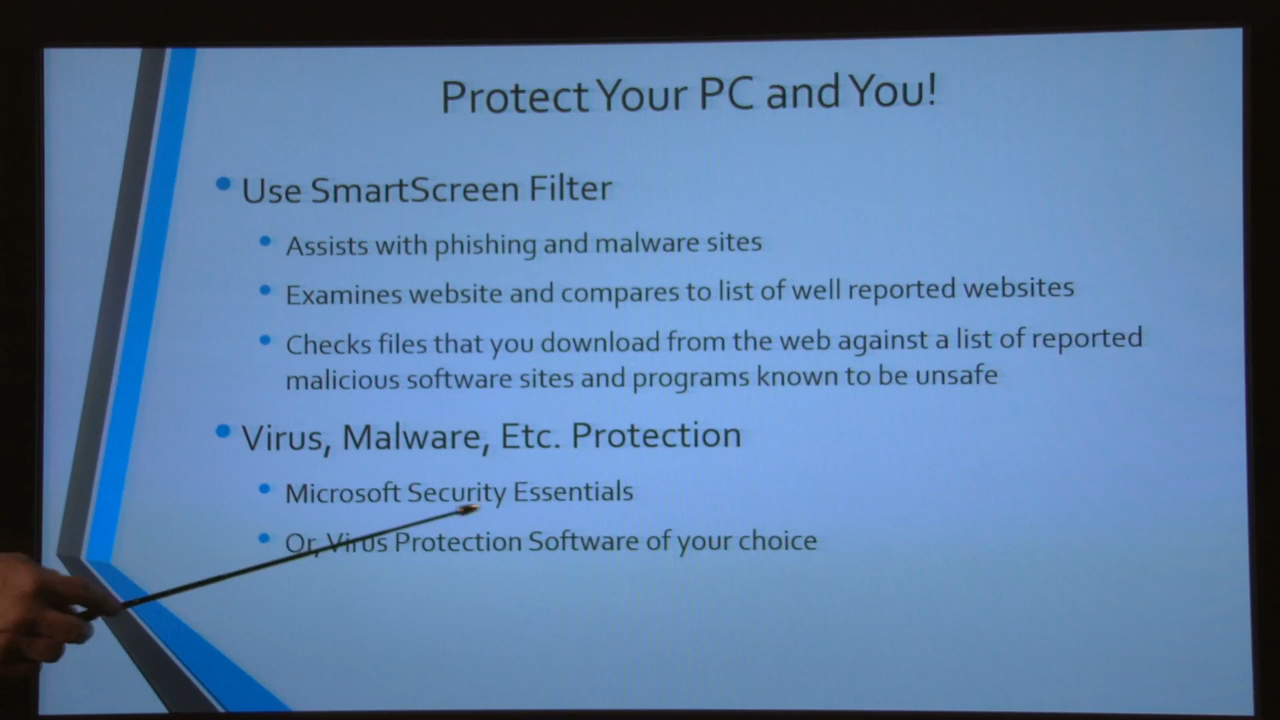 Protect Your PC and You!
Use SmartScreen Filter
Assists with phishing and malware sites
Examines website and compares to list of well reported websites
Checks files that you download from the web against a list of reported
malicious software sites and programs known to be unsafe
Virus, Malware, Etc. Protection
Microsoft Security Essentials
Or, Virus Protection Software of your choice